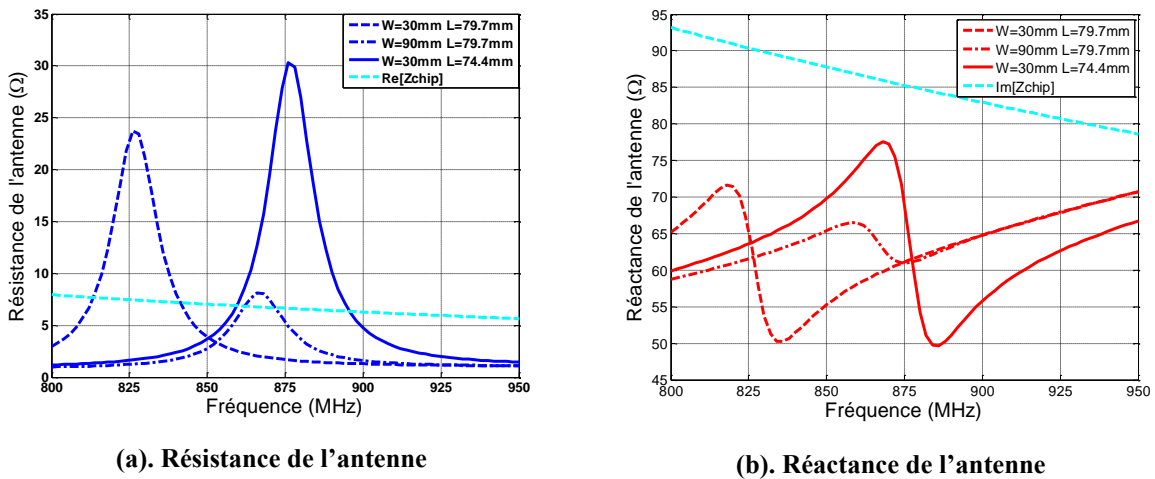 35
30
25
20
15
10
5
0
800
825
850
875
900
925
950
Résistance de l'antenne (Ω)
Fréquence (MHz)
W=30mm L=79.7mm
W=90mm L=79.7mm
W=30mm L=74.4mm
Re[Zchip]
(a). Résistance de l’antenne
95
90
85
80
75
70
65
60
55
50
45
800
825
850
875
900
925
950
Réactance de l'antenne (Ω)
Fréquence (MHz)
W=30mm L=79.7mm
W=90mm L=79.7mm
W=30mm L=74.4mm
Im[Zchip]
(b). Réactance de l’antenne